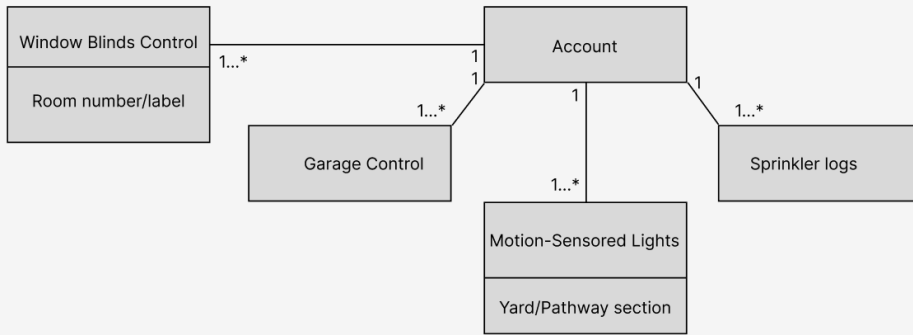 Window Blinds Control
Account
1...*
1
Room number/label
1
1
1
1...*
1...*
Garage Control
Sprinkler logs
1...*
Motion-Sensored Lights
Yard/Pathway section